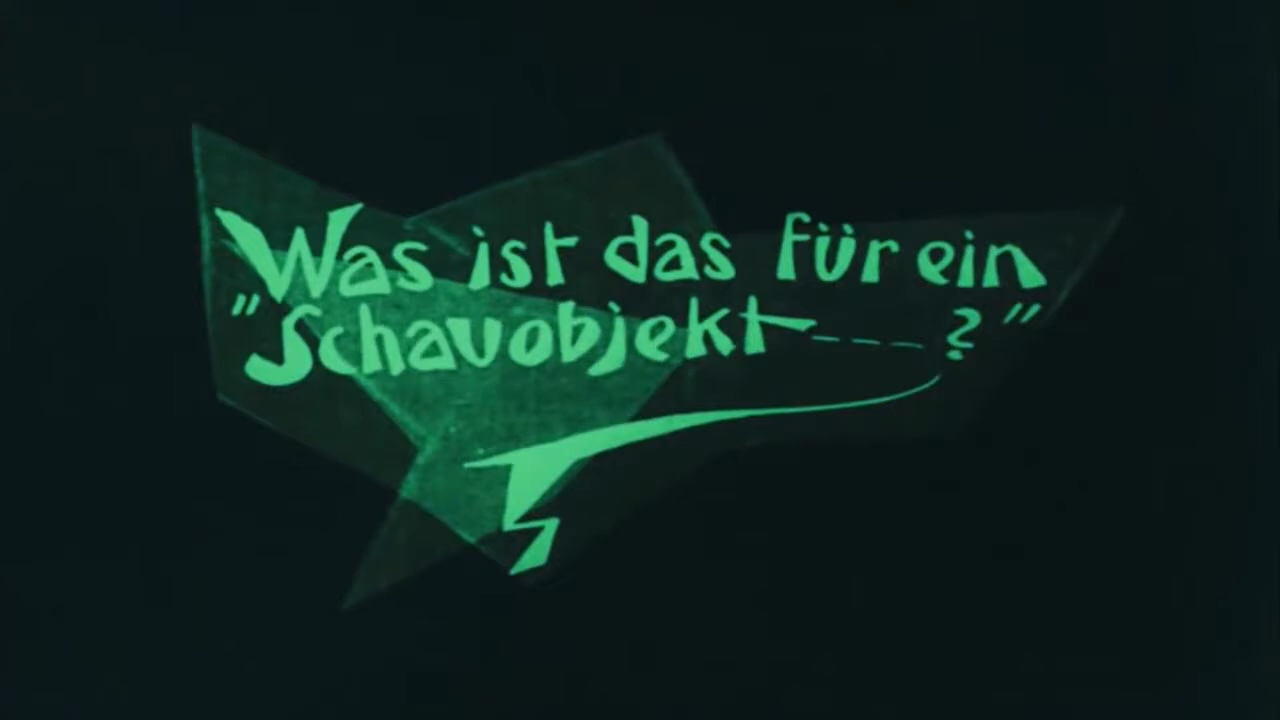 Was ist das für ein
"Schauobjekt - - - - ?"